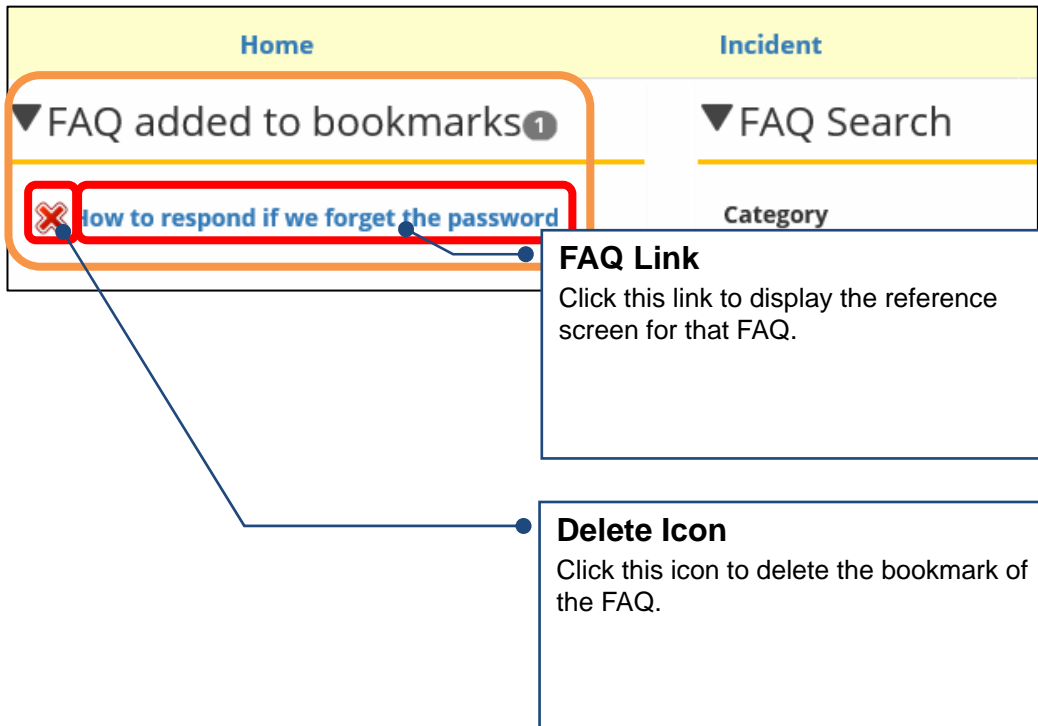 Home
Incident
▼FAQ added to bookmarks 1
▼FAQ Search
How to respond if we forget the password
Category
FAQ Link
Click this link to display the reference
screen for that FAQ.
Delete Icon
Click this icon to delete the bookmark of
the FAQ.